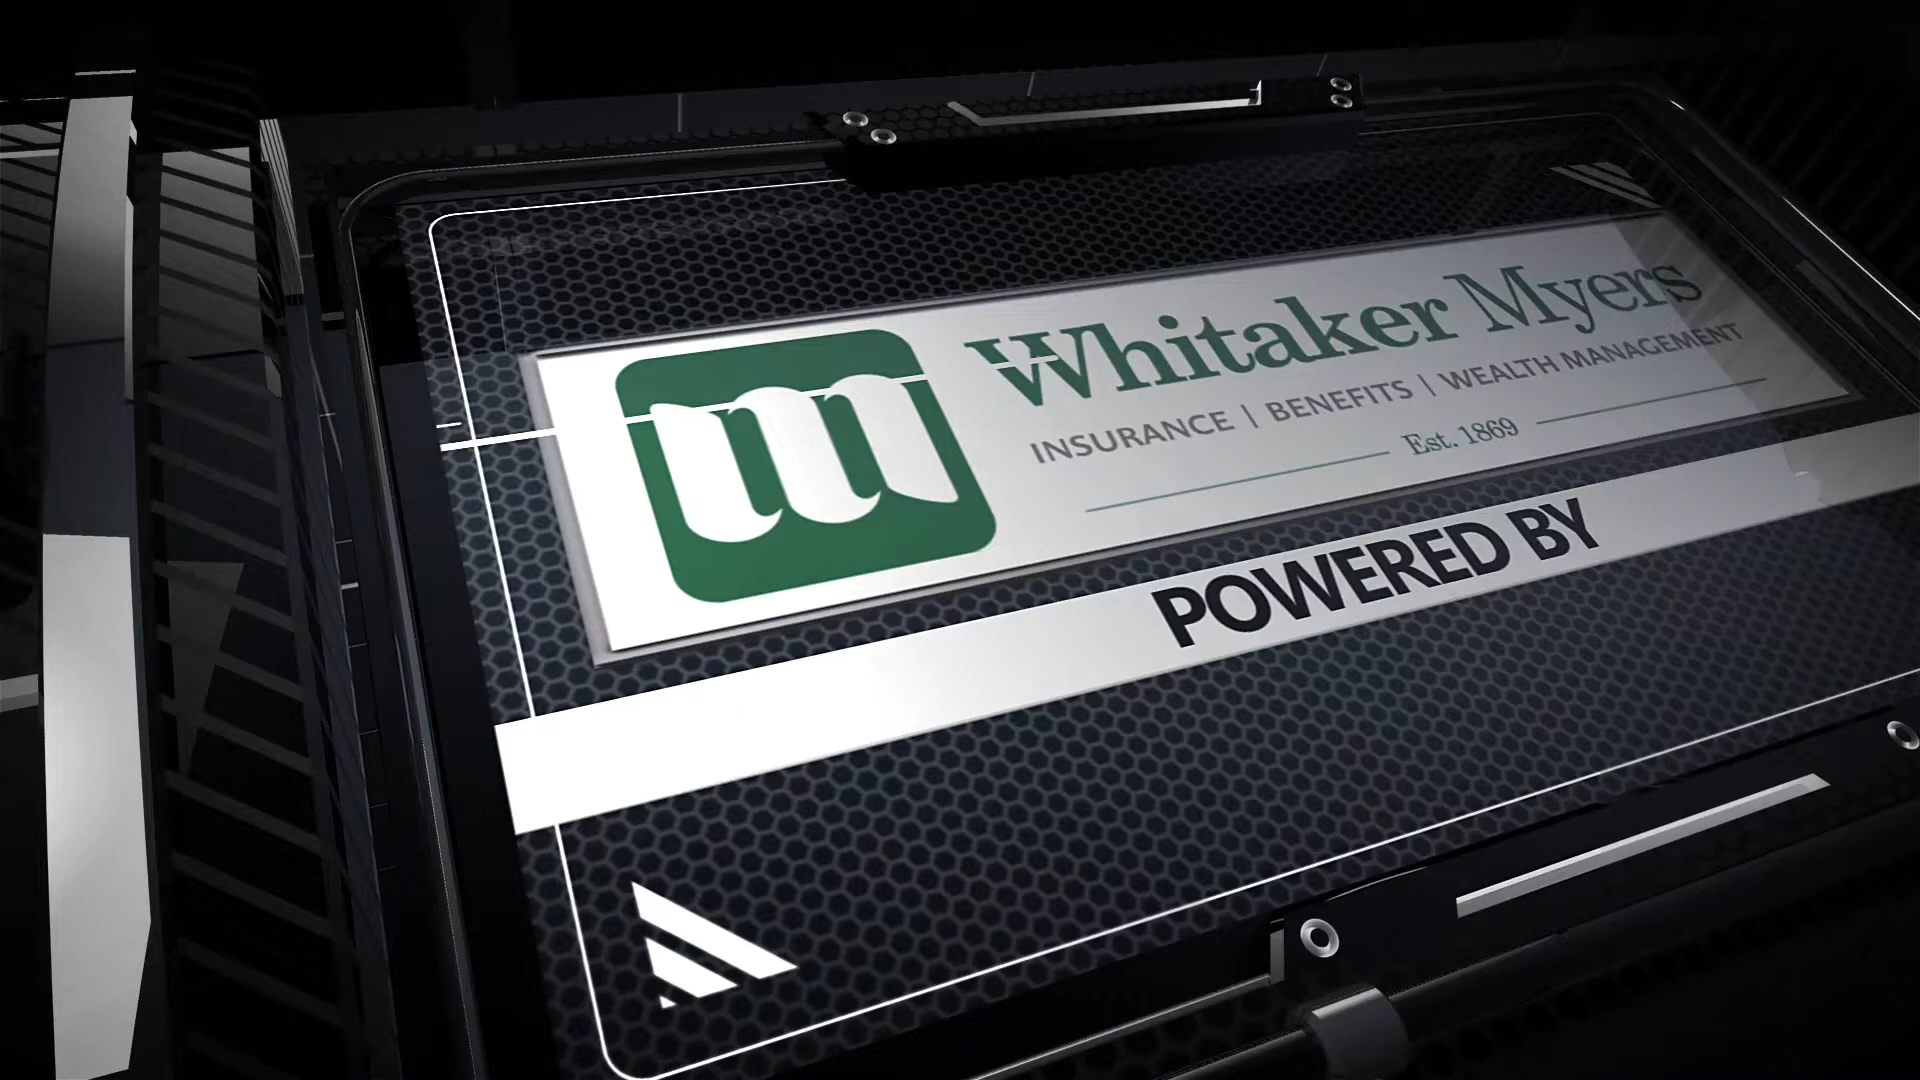 Whitaker Myers
INSURANCE | BENEFITS | WEALTH MANAGEMENT
Est. 1869
POWERED BY